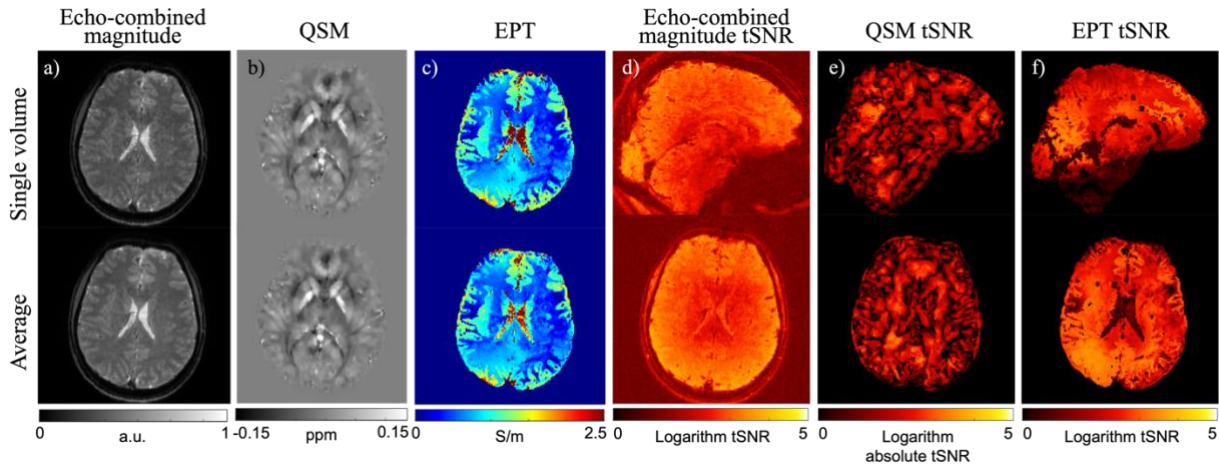 Echo-combined
magnitude
QSM
EPT
Echo-combined
magnitude tSNR
QSM tSNR
EPT tSNR
Single volume
Average
a)
b)
c)
d)
e)
f)
0
a.u.
1
-0.15
ppm
0.15
0
S/m
2.5
0
Logarithm tSNR
5
0
Logarithm
absolute tSNR
5
0
Logarithm tSNR
5